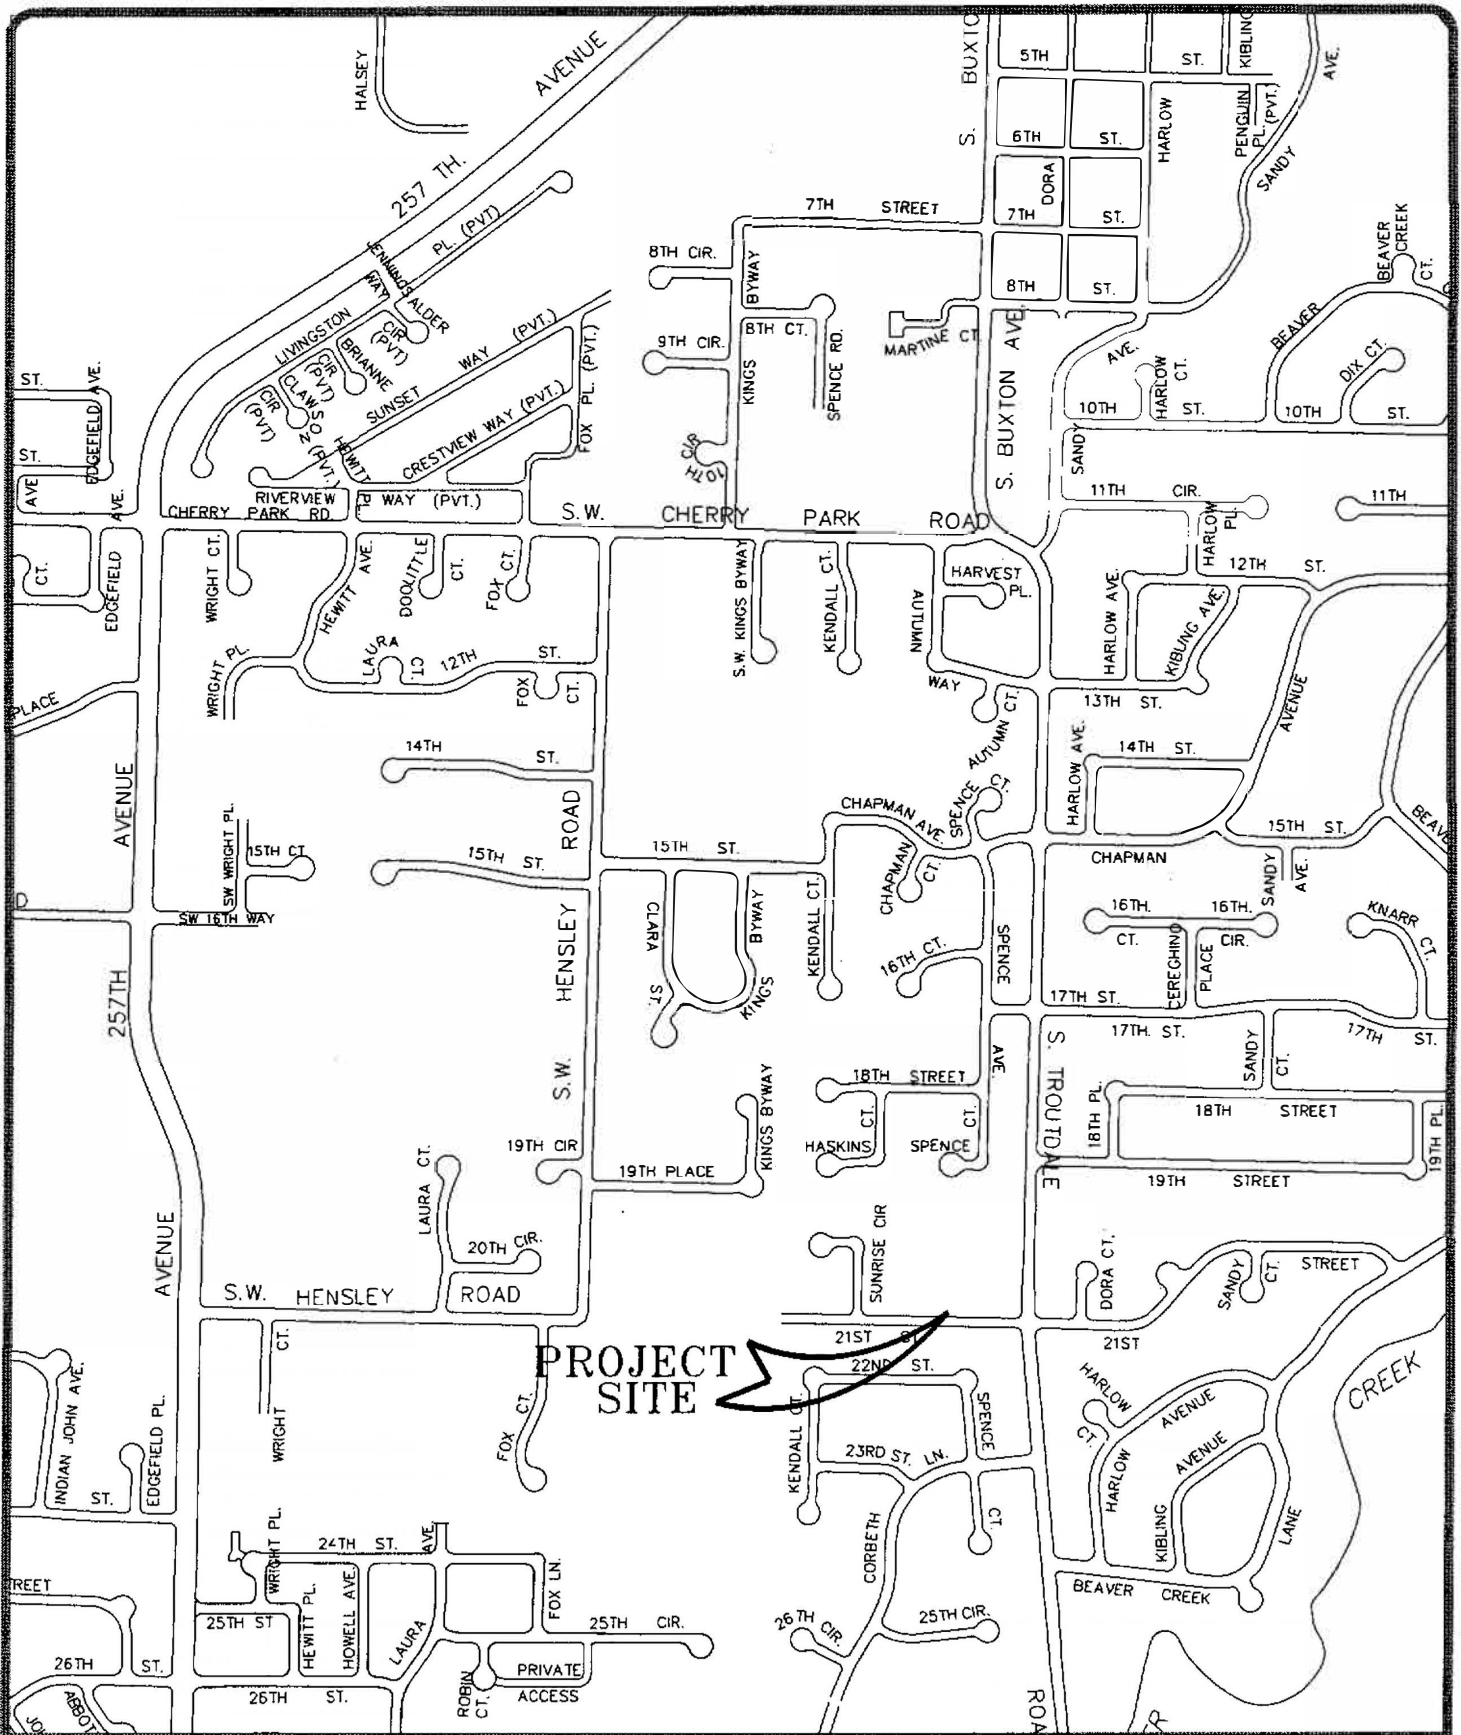 HALSEY
257 TH. AVENUE
S. BUXTO
5TH ST.
KIBLING
AVE.
6TH ST.
HARLOW
PENGUIN PL. (PVT.)
SANDY
DORA
7TH ST.
7TH STREET
8TH ST.
JENNINGS WAY
PL. (PVT)
ALDER CIR (PVT)
LIVINGSTON
BRIANNE CIR (PVT)
CLAWSON (PVT.)
CIR (PVT)
SUNSET WAY (PVT.)
CRESTVIEW WAY (PVT.)
FOX PL. (PVT.)
HEWITT PL.
RIVERVIEW WAY (PVT.)
8TH CIR.
BYWAY
8TH CT.
9TH CIR.
KINGS
SPENCE RD.
10TH CIR
MARTINE CT.
S. BUXTON AVE.
AVE.
SANDY
HARLOW CT.
10TH ST.
10TH ST.
BEAVER
BEAVER CREEK CT.
DIX CT.
ST.
EDGEFIELD AVE.
ST.
AVE
AVE.
CHERRY PARK RD.
S.W. CHERRY PARK ROAD
11TH CIR.
11TH
HARLOW PL.
12TH ST.
CT.
EDGEFIELD
WRIGHT CT.
HEWITT AVE.
DOOLITTLE CT.
FOX CT.
S.W. KINGS BYWAY
KENDALL CT.
AUTUMN WAY
HARVEST PL.
HARLOW AVE.
KIBLING AVE.
13TH ST.
WRIGHT PL.
LAURA CT.
12TH ST.
FOX CT.
PLACE
AUTUMN CT.
AVENUE
14TH ST.
HARLOW AVE.
14TH ST.
257TH AVENUE
S.W. HENSLEY ROAD
SW WRIGHT PL.
15TH CT.
SW 16TH WAY
D
15TH ST.
15TH ST.
CHAPMAN AVE.
SPENCE CT.
CHAPMAN CT.
CHAPMAN
15TH ST.
SANDY AVE.
BEAVE
CLARA ST.
BYWAY
KINGS
KENDALL CT.
16TH CT.
SPENCE AVE.
16TH. CT.
16TH. CIR.
CEREGHINO PLACE
KNARR CT.
17TH ST.
17TH. ST.
17TH ST.
SANDY CT.
S. TROUTDALE
18TH STREET
CT.
HASKINS
SPENCE CT.
18TH PL.
18TH STREET
19TH PL.
19TH STREET
KINGS BYWAY
19TH CIR
19TH PLACE
LAURA CT.
20TH CIR.
AVENUE
S.W. HENSLEY ROAD
SUNRISE CIR
DORA CT.
SANDY CT.
STREET
21ST ST.
21ST
PROJECT
SITE
22ND ST.
KENDALL CT.
SPENCE CT.
23RD ST. LN.
CORBETH
WRIGHT CT.
FOX CT.
INDIAN JOHN AVE.
EDGEFIELD PL.
ST.
HARLOW CT.
HARLOW AVENUE
KIBLING AVENUE
LANE
CREEK
BEAVER CREEK
WRIGHT PL.
24TH ST.
AVE.
LAURA
FOX LN.
HEWITT PL.
HOWELL AVE.
25TH ST
25TH CIR.
26TH CIR.
25TH CIR.
REET
26TH ST.
26TH ST.
ROBIN CT.
PRIVATE
ACCESS
ABBOT
JO
ROA
ER